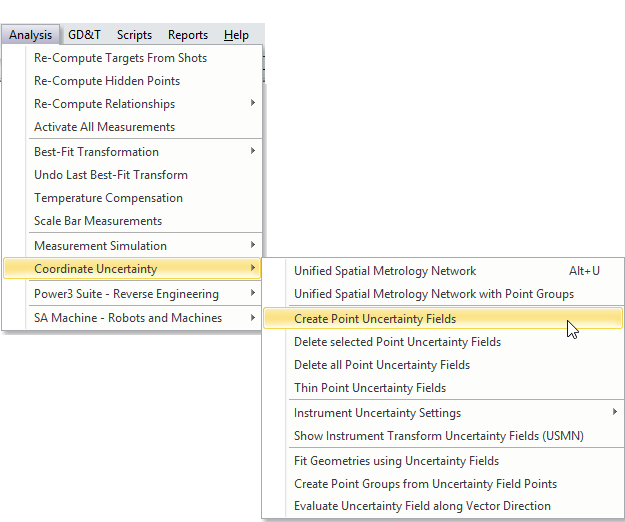 Analysis GD&T Scripts Reports Help
Re-Compute Targets From Shots
Re-Compute Hidden Points
Re-Compute Relationships
Activate All Measurements
Best-Fit Transformation
Undo Last Best-Fit Transform
Temperature Compensation
Scale Bar Measurements
Measurement Simulation
Coordinate Uncertainty
Power3 Suite - Reverse Engineering
SA Machine - Robots and Machines
Unified Spatial Metrology Network Alt+U
Unified Spatial Metrology Network with Point Groups
Create Point Uncertainty Fields
Delete selected Point Uncertainty Fields
Delete all Point Uncertainty Fields
Thin Point Uncertainty Fields
Instrument Uncertainty Settings
Show Instrument Transform Uncertainty Fields (USMN)
Fit Geometries using Uncertainty Fields
Create Point Groups from Uncertainty Field Points
Evaluate Uncertainty Field along Vector Direction